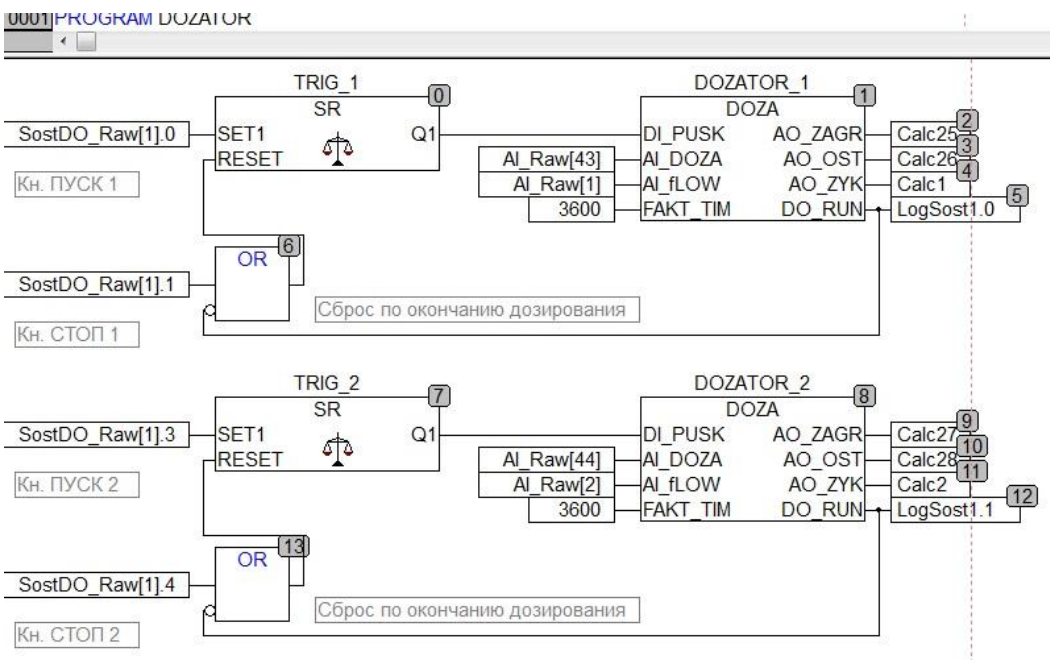 0001 PROGRAM DOZATOR
TRIG_1
0
SR
SostDO_Raw[1].0
SET1
Q1
RESET
Кн. ПУСК 1
DOZATOR_1
1
DOZA
DI_PUSK
AO_ZAGR
Calc25
2
AI_Raw[43]
AI_DOZA
AO_OST
Calc26
3
AI_Raw[1]
AI_fLOW
AO_ZYK
Calc1
4
3600
FAKT_TIM
DO_RUN
LogSost1.0
5
OR
6
SostDO_Raw[1].1
Кн. СТОП 1
Сброс по окончанию дозирования
TRIG_2
7
SR
SostDO_Raw[1].3
SET1
Q1
RESET
Кн. ПУСК 2
DOZATOR_2
8
DOZA
DI_PUSK
AO_ZAGR
Calc27
9
AI_Raw[44]
AI_DOZA
AO_OST
Calc28
10
AI_Raw[2]
AI_fLOW
AO_ZYK
Calc2
11
3600
FAKT_TIM
DO_RUN
LogSost1.1
12
OR
13
SostDO_Raw[1].4
Кн. СТОП 2
Сброс по окончанию дозирования